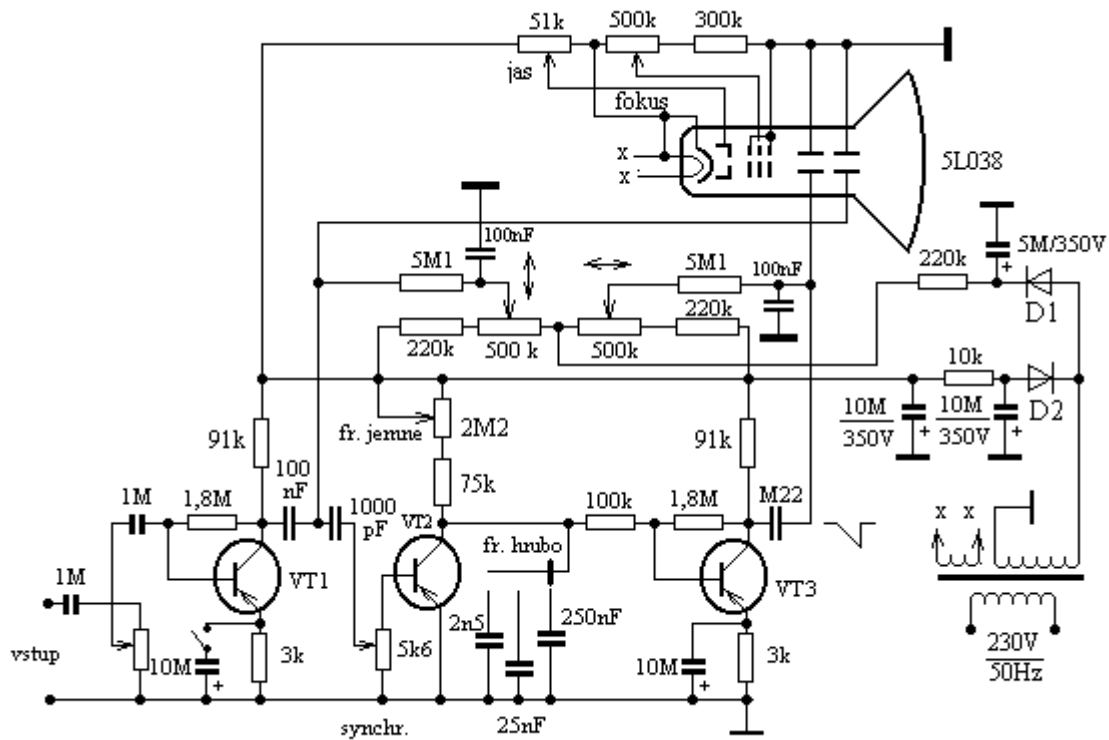 51k
500k
300k
jas
fokus
x
x
5L038
100nF
5M1
5M1
100nF
220k
5M/350V
D1
220k
500 k
500k
220k
10k
D2
10M
350V
10M
350V
fr. jemne
2M2
91k
75k
91k
100
nF
1M
1,8M
1000
pF
VT2
100k
1,8M
M22
fr. hrubo
x x
1M
VT1
VT3
2n5
250nF
vstup
10M
3k
5k6
10M
3k
230V
50Hz
synchr.
25nF
+
+
+
+
+